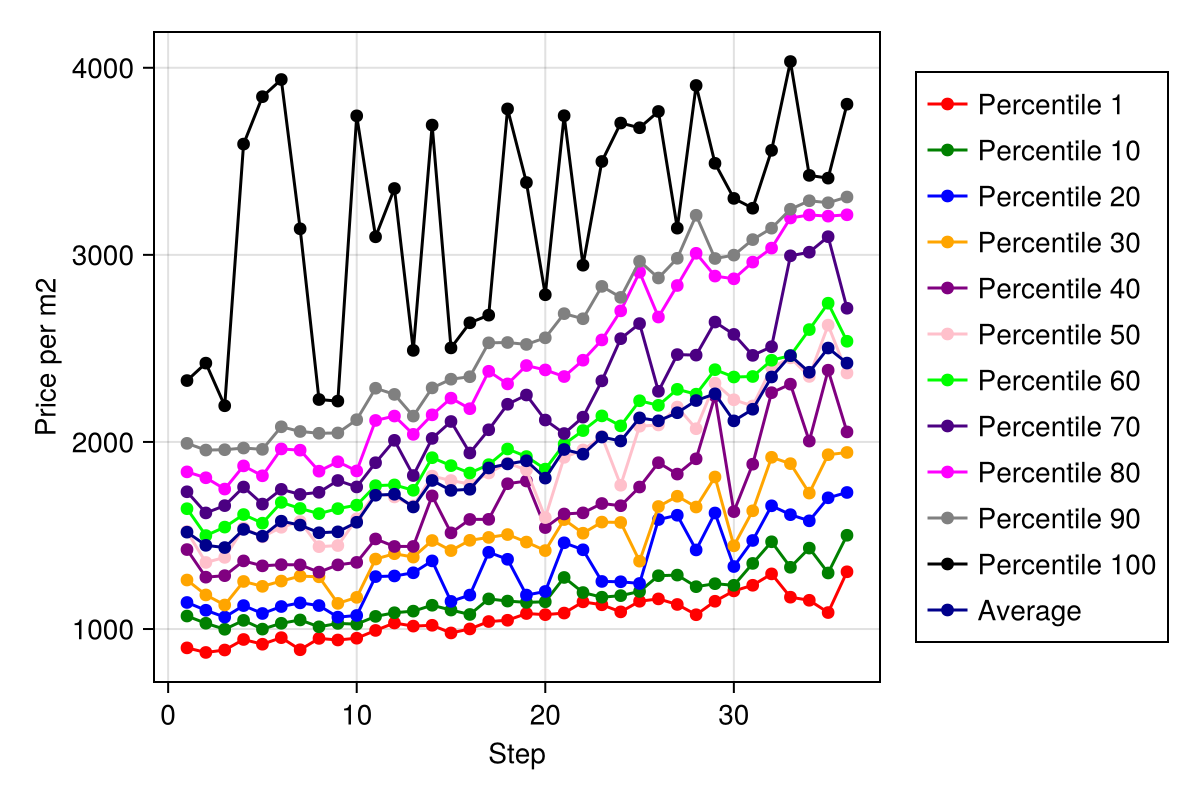 4000
3000
2000
1000
Price per m2
0 10 20 30
Step
Percentile 1
Percentile 10
Percentile 20
Percentile 30
Percentile 40
Percentile 50
Percentile 60
Percentile 70
Percentile 80
Percentile 90
Percentile 100
Average